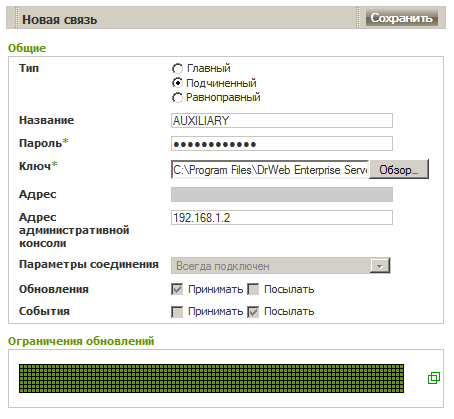 Новая связь
Сохранить
Общие
Тип
Главный
Подчиненный
Равноправный
Название
AUXILIARY
Пароль*
●●●●●●●●●●●●
Ключ*
C:\Program Files\DrWeb Enterprise Serve
Обзор...
Адрес
Адрес
административной
консоли
192.168.1.2
Параметры соединения
Всегда подключен
Обновления
Принимать
Посылать
События
Принимать
Посылать
Ограничения обновлений